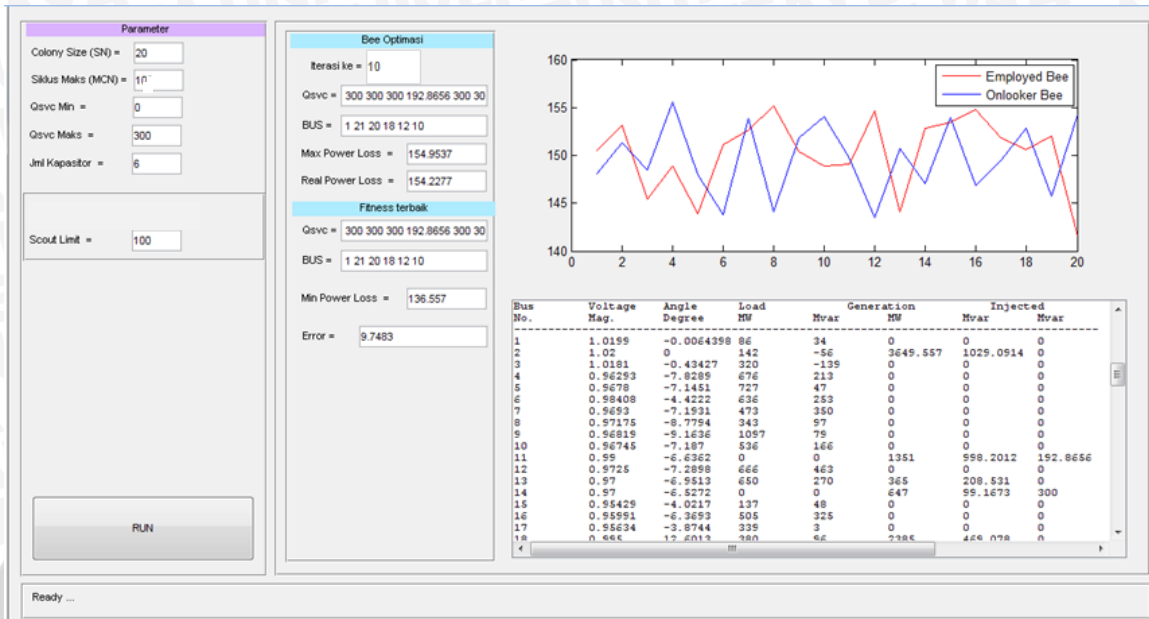 Parameter
Colony Size (SN) = 20
Siklus Maks (MCN) =
Qsvc Min = 0
Qsvc Maks = 300
Jml Kapasitor = 6
Scout Limit = 100
RUN
Bee Optimasi
Iterasi ke = 10
Qsvc = 300 300 300 192.8656 300 30
BUS = 1 21 20 18 12 10
Max Power Loss = 154.9537
Real Power Loss = 154.2277
Fitness terbaik
Qsvc = 300 300 300 192.8656 300 30
BUS = 1 21 20 18 12 10
Min Power Loss = 136.557
Error = 9.7483
160
155
150
145
140
0 2 4 6 8 10 12 14 16 18 20
Employed Bee
Onlooker Bee
Bus Voltage Angle Load Generation Injected
No. Mag. Degree MW Mvar MW Mvar Mvar
1 1.0199 -0.0064398 86 34 0 0 0
2 1.02 0 142 -56 3649.557 1029.0914 0
3 1.0181 -0.43427 320 -139 0 0 0
4 0.96293 -7.8289 676 213 0 0 0
5 0.9678 -7.1451 727 47 0 0 0
6 0.98408 -4.4222 636 253 0 0 0
7 0.9693 -7.1931 473 350 0 0 0
8 0.97175 -8.7794 343 97 0 0 0
9 0.96819 -9.1636 1097 79 0 0 0
10 0.96745 -7.187 536 166 0 0 0
11 0.99 -6.6362 0 0 1351 998.2012 192.8656
12 0.9725 -7.2898 666 463 0 0 0
13 0.97 -6.9513 650 270 365 208.531 0
14 0.97 -6.5272 0 0 647 99.1673 300
15 0.95429 -4.0217 137 48 0 0 0
16 0.95991 -6.3693 505 325 0 0 0
17 0.95634 -3.8744 339 3 0 0 0
18 0.995 12.6013 380 96 2385 469.078 0
Ready ...